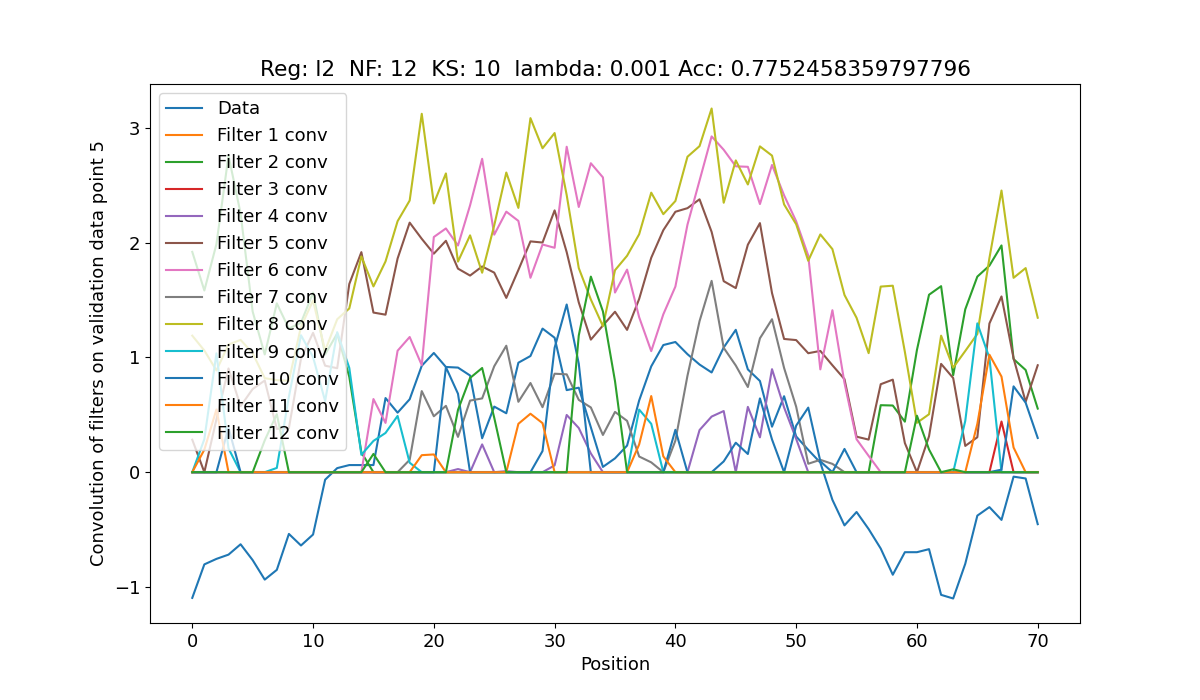 Reg: l2 NF: 12 KS: 10 lambda: 0.001 Acc: 0.7752458359797796
Convolution of filters on validation data point 5
3
2
1
0
−1
Data
Filter 1 conv
Filter 2 conv
Filter 3 conv
Filter 4 conv
Filter 5 conv
Filter 6 conv
Filter 7 conv
Filter 8 conv
Filter 9 conv
Filter 10 conv
Filter 11 conv
Filter 12 conv
0 10 20 30 40 50 60 70
Position